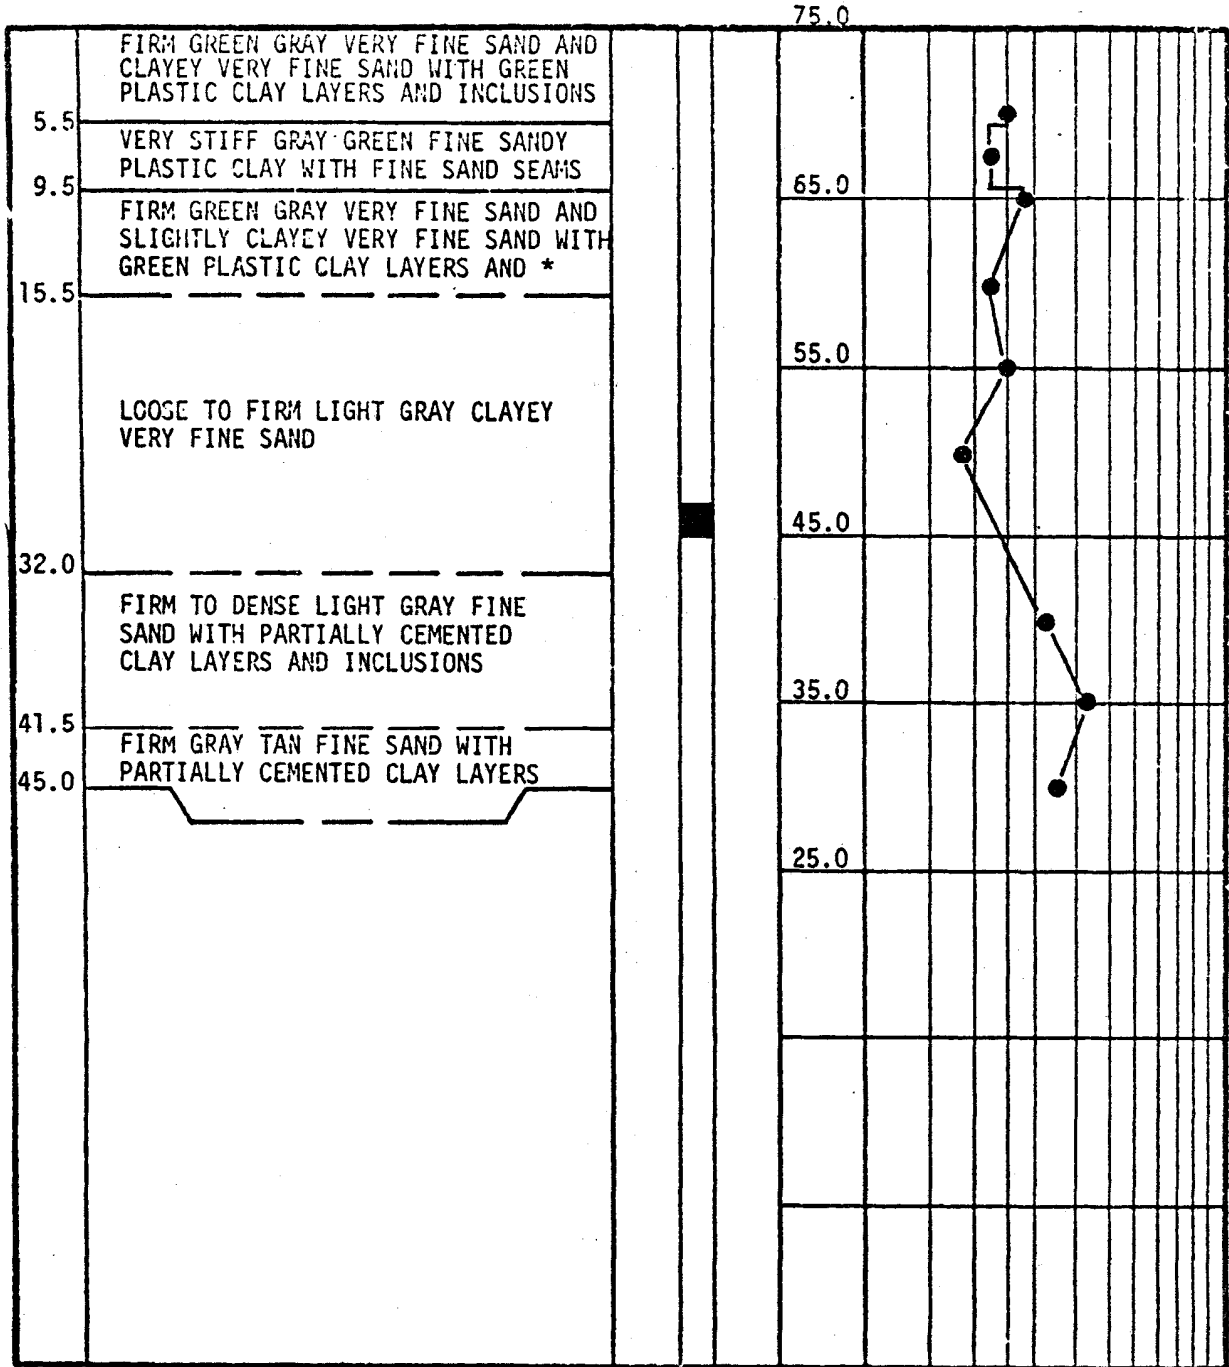 75.0
FIRM GREEN GRAY VERY FINE SAND AND
CLAYEY VERY FINE SAND WITH GREEN
PLASTIC CLAY LAYERS AND INCLUSIONS
5.5
VERY STIFF GRAY GREEN FINE SANDY
PLASTIC CLAY WITH FINE SAND SEAMS
9.5
65.0
FIRM GREEN GRAY VERY FINE SAND AND
SLIGHTLY CLAYEY VERY FINE SAND WITH
GREEN PLASTIC CLAY LAYERS AND *
15.5
55.0
LOOSE TO FIRM LIGHT GRAY CLAYEY
VERY FINE SAND
45.0
32.0
FIRM TO DENSE LIGHT GRAY FINE
SAND WITH PARTIALLY CEMENTED
CLAY LAYERS AND INCLUSIONS
35.0
41.5
FIRM GRAY TAN FINE SAND WITH
PARTIALLY CEMENTED CLAY LAYERS
45.0
25.0